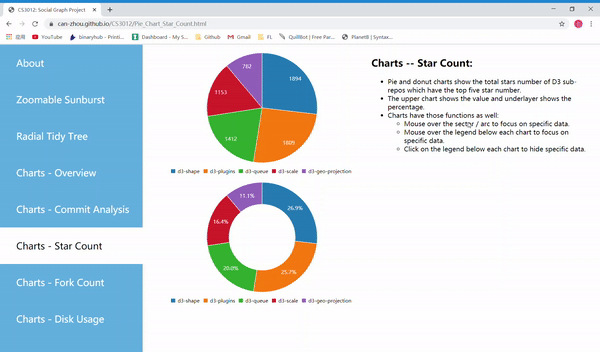 CS3012: Social Graph Project
can-zhou.github.io/CS3012/Pie_Chart_Star_Count.html
应用 YouTube binaryhub - Printi... Dashboard - My S... Github Gmail FL QuillBot | Free Par... PlanetB | Syntax...
About
Zoomable Sunburst
Radial Tidy Tree
Charts - Overview
Charts - Commit Analysis
Charts - Star Count
Charts - Fork Count
Charts - Disk Usage
782
1894
1153
1412
1809
d3-shape d3-plugins d3-queue d3-scale d3-geo-projection
11.1%
26.9%
16.4%
20.0%
25.7%
d3-shape d3-plugins d3-queue d3-scale d3-geo-projection
Charts -- Star Count:
Pie and donut charts show the total stars number of D3 sub-
repos which have the top five star number.
The upper chart shows the value and underlayer shows the
percentage.
Charts have those functions as well:
Mouse over the sector / arc to focus on specific data.
Mouse over the legend below each chart to focus on
specific data.
Click on the legend below each chart to hide specific data.